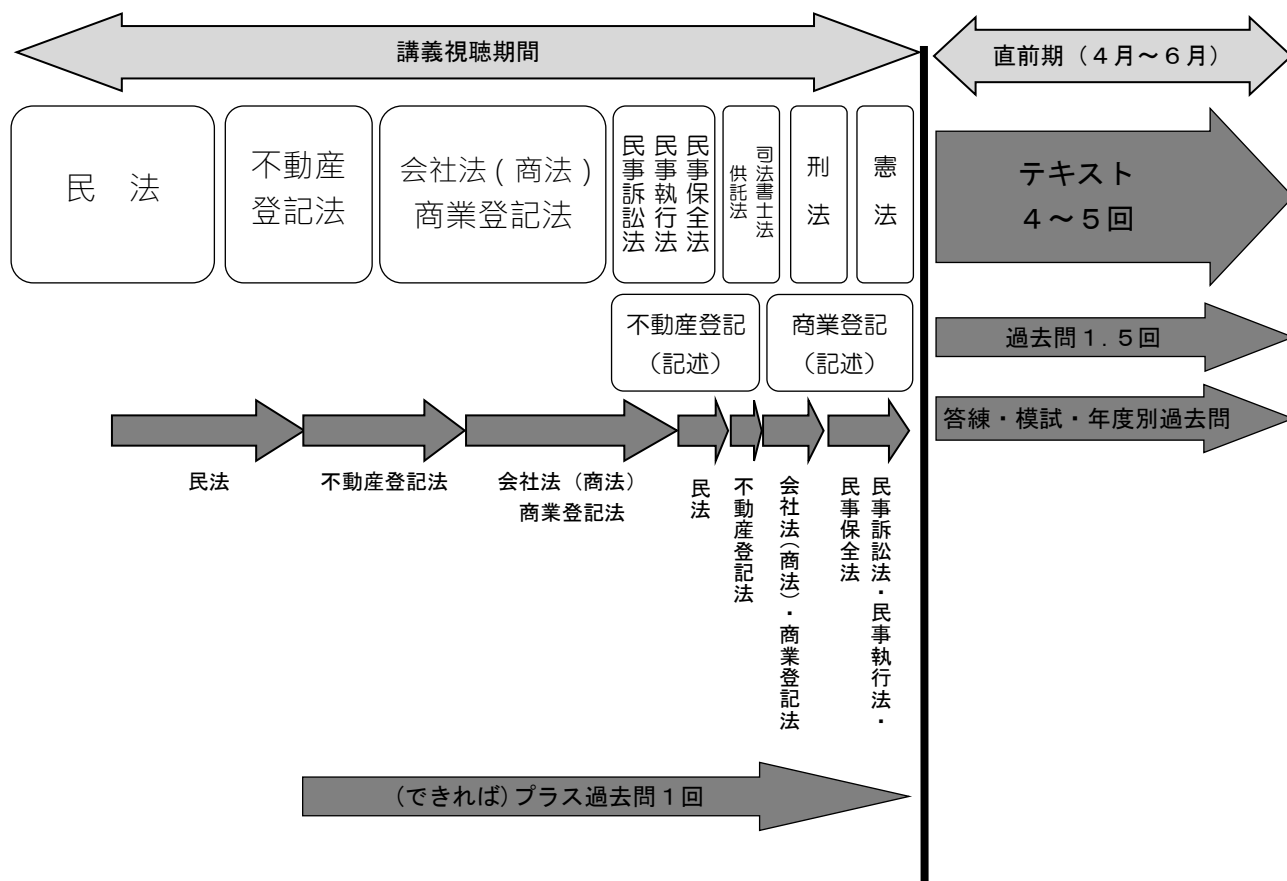 講義視聴期間
直前期（４月～６月）
民　法
不動産
登記法
会社法(商法)
商業登記法
民事保全法
民事執行法
民事訴訟法
司法書士法
供託法
刑法
憲法
テキスト
４～５回
不動産登記
（記述）
商業登記
（記述）
過去問１.５回
答練・模試・年度別過去問
民法
不動産登記法
会社法（商法）
商業登記法
民法
不動産登記法
会社法(商法)・商業登記法
民事訴訟法・民事執行法・
民事保全法
(できれば)プラス過去問１回